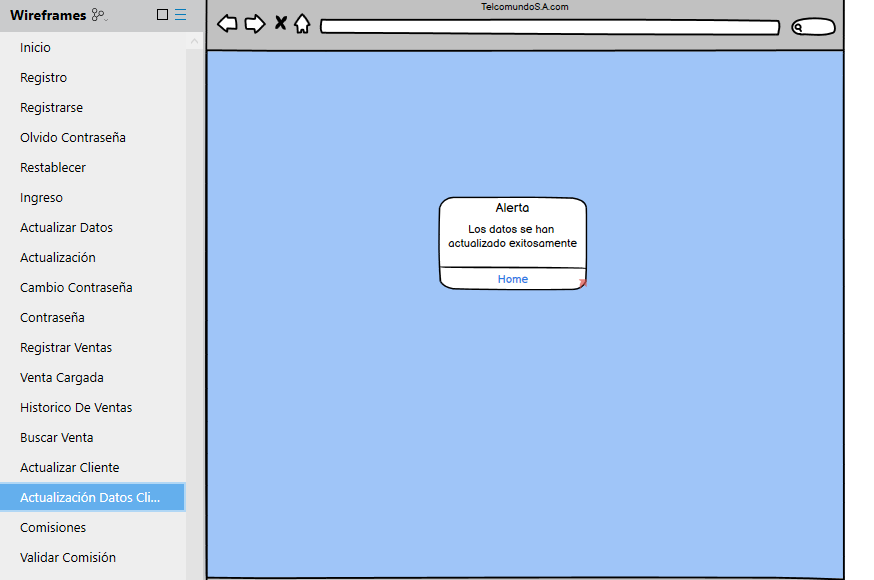 Wireframes
Inicio
Registro
Registrarse
Olvido Contraseña
Restablecer
Ingreso
Actualizar Datos
Actualización
Cambio Contraseña
Contraseña
Registrar Ventas
Venta Cargada
Historico De Ventas
Buscar Venta
Actualizar Cliente
Actualización Datos Cli...
Comisiones
Validar Comisión
TelcomundoS.A.com
Alerta
Los datos se han
actualizado exitosamente
Home